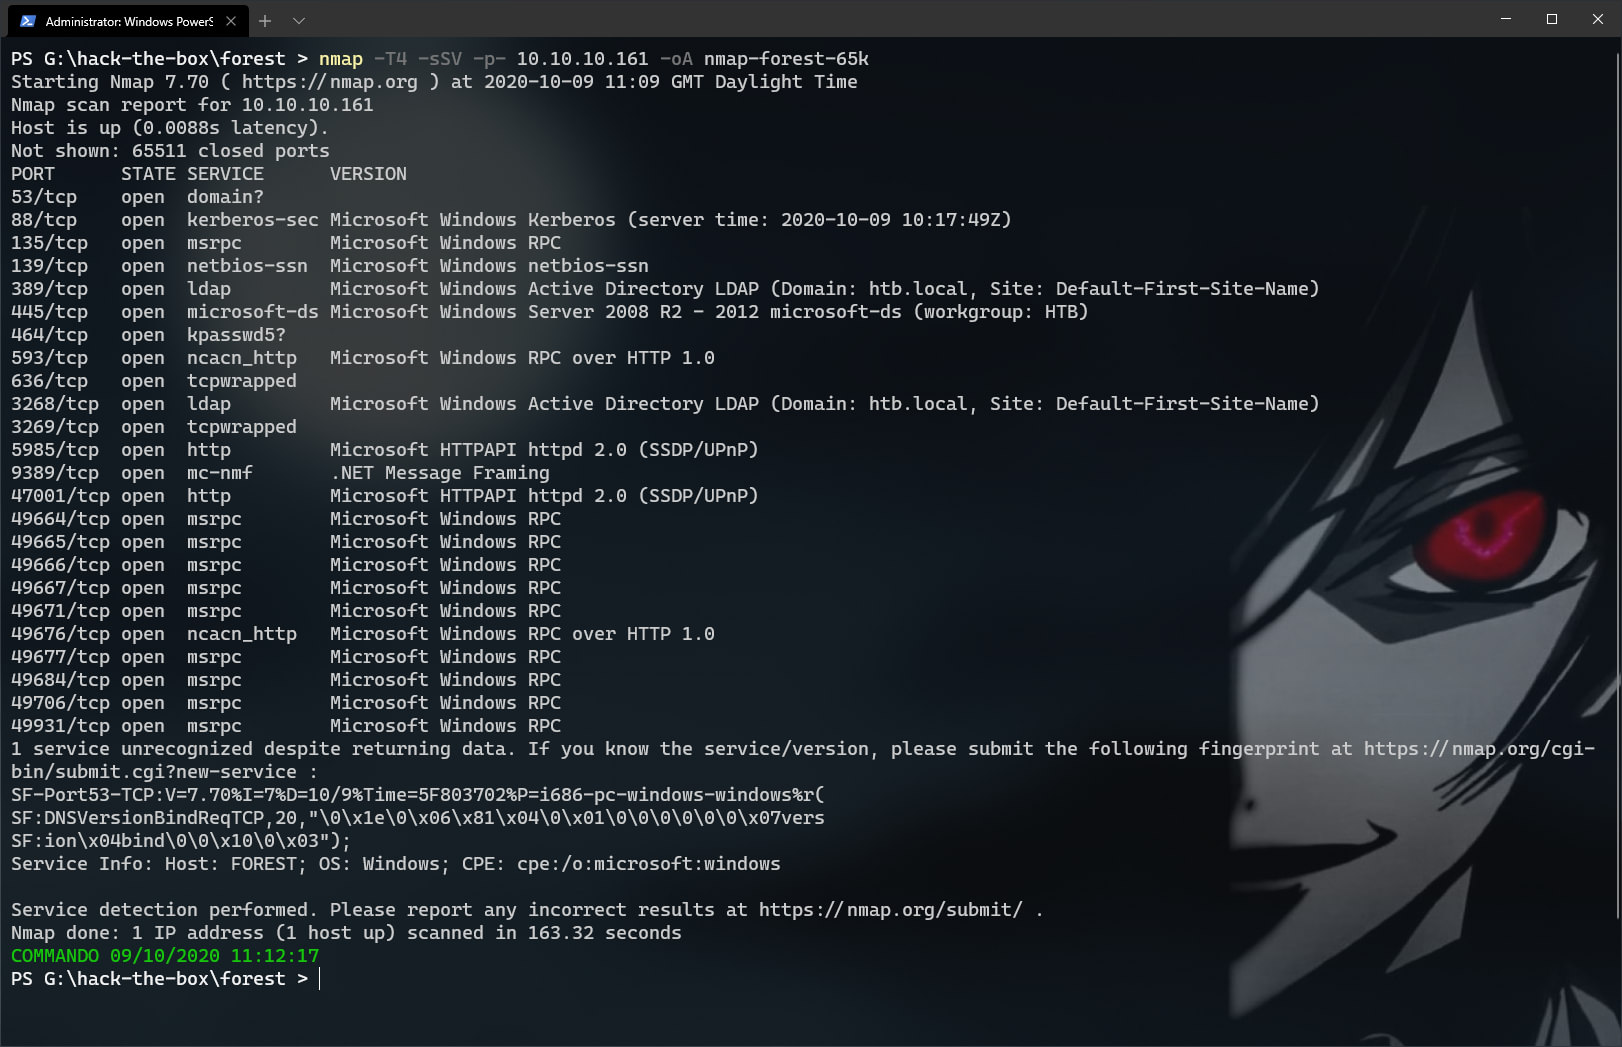 Administrator: Windows PowerS
PS G:\hack-the-box\forest > nmap -T4 -sSV -p- 10.10.10.161 -oA nmap-forest-65k
Starting Nmap 7.70 ( https://nmap.org ) at 2020-10-09 11:09 GMT Daylight Time
Nmap scan report for 10.10.10.161
Host is up (0.0088s latency).
Not shown: 65511 closed ports
PORT      STATE SERVICE      VERSION
53/tcp    open  domain?
88/tcp    open  kerberos-sec Microsoft Windows Kerberos (server time: 2020-10-09 10:17:49Z)
135/tcp   open  msrpc        Microsoft Windows RPC
139/tcp   open  netbios-ssn  Microsoft Windows netbios-ssn
389/tcp   open  ldap         Microsoft Windows Active Directory LDAP (Domain: htb.local, Site: Default-First-Site-Name)
445/tcp   open  microsoft-ds Microsoft Windows Server 2008 R2 - 2012 microsoft-ds (workgroup: HTB)
464/tcp   open  kpasswd5?
593/tcp   open  ncacn_http   Microsoft Windows RPC over HTTP 1.0
636/tcp   open  tcpwrapped
3268/tcp  open  ldap         Microsoft Windows Active Directory LDAP (Domain: htb.local, Site: Default-First-Site-Name)
3269/tcp  open  tcpwrapped
5985/tcp  open  http         Microsoft HTTPAPI httpd 2.0 (SSDP/UPnP)
9389/tcp  open  mc-nmf       .NET Message Framing
47001/tcp open  http         Microsoft HTTPAPI httpd 2.0 (SSDP/UPnP)
49664/tcp open  msrpc        Microsoft Windows RPC
49665/tcp open  msrpc        Microsoft Windows RPC
49666/tcp open  msrpc        Microsoft Windows RPC
49667/tcp open  msrpc        Microsoft Windows RPC
49671/tcp open  msrpc        Microsoft Windows RPC
49676/tcp open  ncacn_http   Microsoft Windows RPC over HTTP 1.0
49677/tcp open  msrpc        Microsoft Windows RPC
49684/tcp open  msrpc        Microsoft Windows RPC
49706/tcp open  msrpc        Microsoft Windows RPC
49931/tcp open  msrpc        Microsoft Windows RPC
1 service unrecognized despite returning data. If you know the service/version, please submit the following fingerprint at https://nmap.org/cgi-
bin/submit.cgi?new-service :
SF-Port53-TCP:V=7.70%I=7%D=10/9%Time=5F803702%P=i686-pc-windows-windows%r(
SF:DNSVersionBindReqTCP,20,"\0\x1e\0\x06\x81\x04\0\x01\0\0\0\0\0\0\x07vers
SF:ion\x04bind\0\0\x10\0\x03");
Service Info: Host: FOREST; OS: Windows; CPE: cpe:/o:microsoft:windows
Service detection performed. Please report any incorrect results at https://nmap.org/submit/ .
Nmap done: 1 IP address (1 host up) scanned in 163.32 seconds
COMMANDO 09/10/2020 11:12:17
PS G:\hack-the-box\forest >